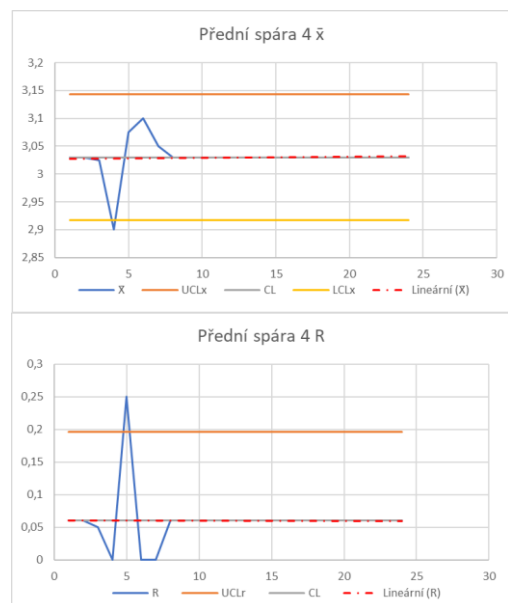 Přední spára 4 x̄
3,2
3,15
3,1
3,05
3
2,95
2,9
2,85
0 5 10 15 20 25 30
X̄ UCLx CL LCLx Lineární (X̄)
Přední spára 4 R
0,3
0,25
0,2
0,15
0,1
0,05
0
0 5 10 15 20 25 30
R UCLr CL Lineární (R)